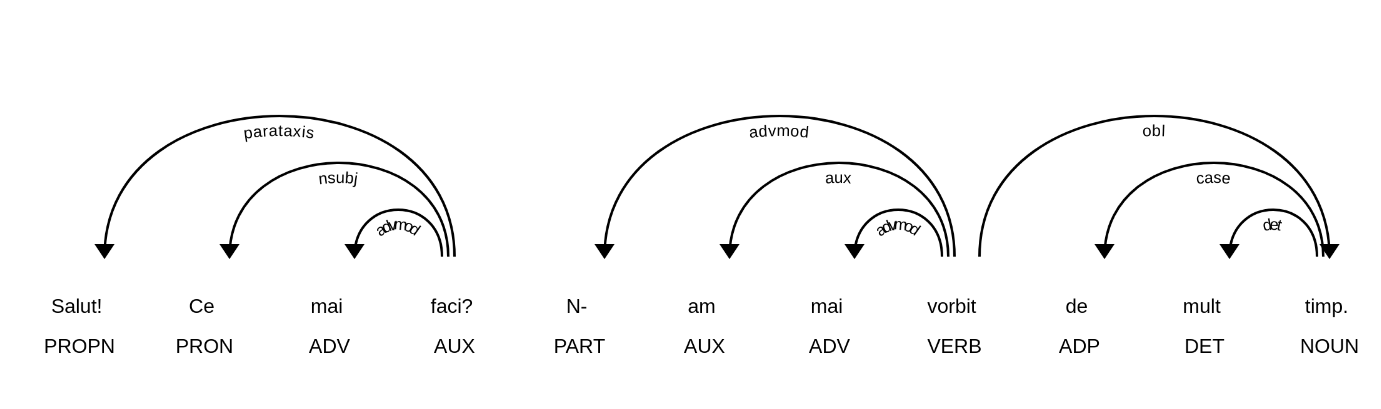 parataxis advmod obl
nsubj aux case
advmod advmod det
Salut! Ce mai faci? N- am mai vorbit de mult timp.
PROPN PRON ADV AUX PART AUX ADV VERB ADP DET NOUN